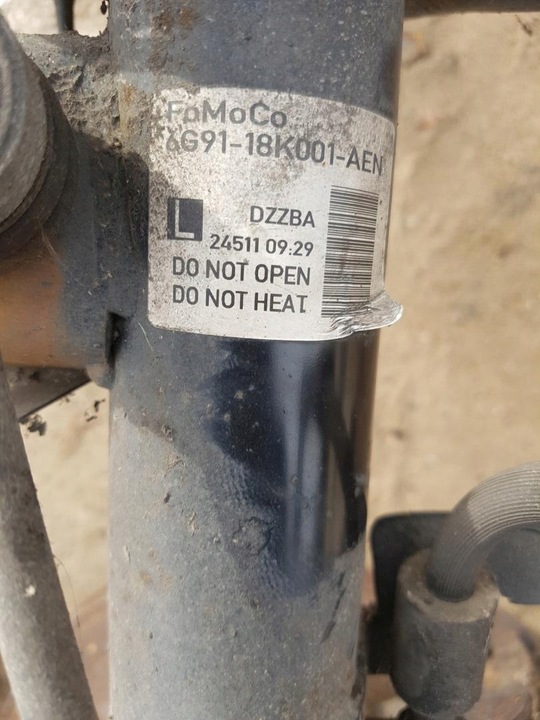 FoMoCo
6G91-18K001-AEN
L
DZZBA
24511 09:29
DO NOT OPEN
DO NOT HEAT